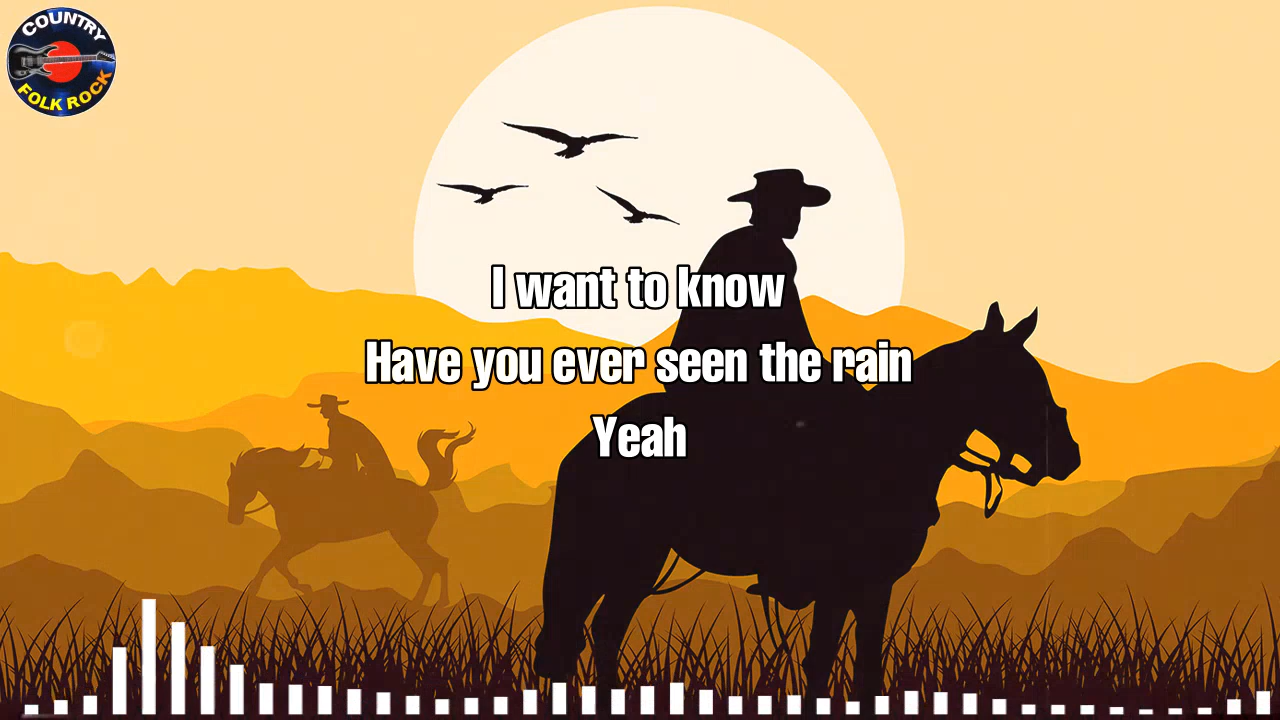 COUNTRY
FOLK ROCK
I want to know
Have you ever seen the rain
Yeah